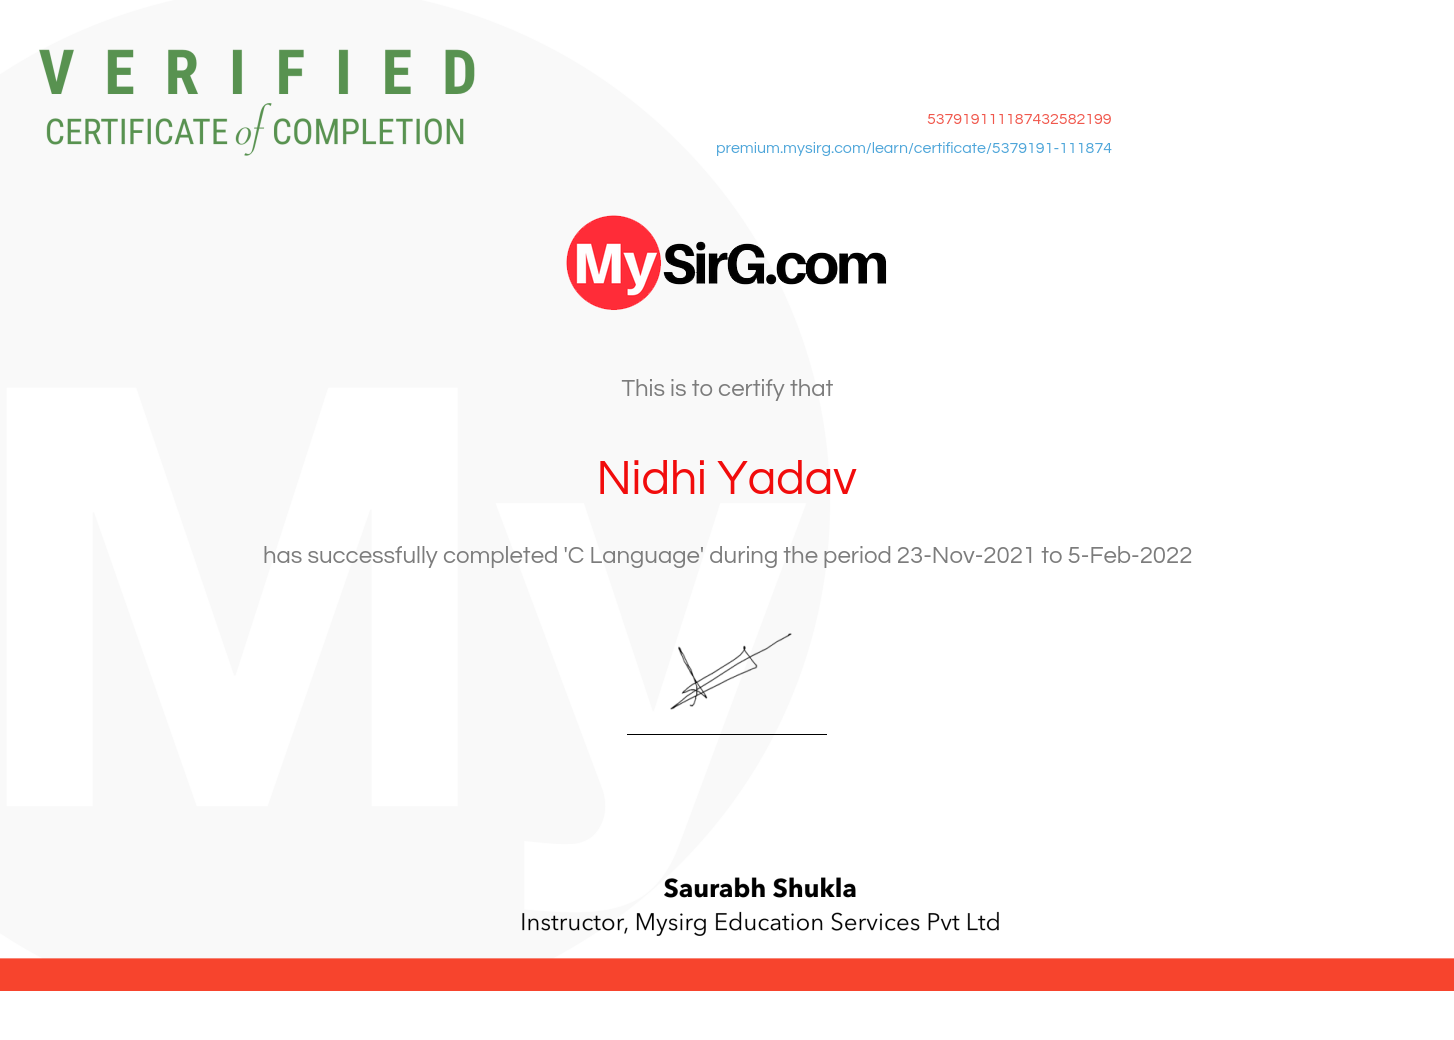 VERIFIED
CERTIFICATE of COMPLETION
537919111187432582199
premium.mysirg.com/learn/certificate/5379191-111874
MySirG.com
This is to certify that
Nidhi Yadav
has successfully completed 'C Language' during the period 23-Nov-2021 to 5-Feb-2022
Saurabh Shukla
Instructor, Mysirg Education Services Pvt Ltd
My